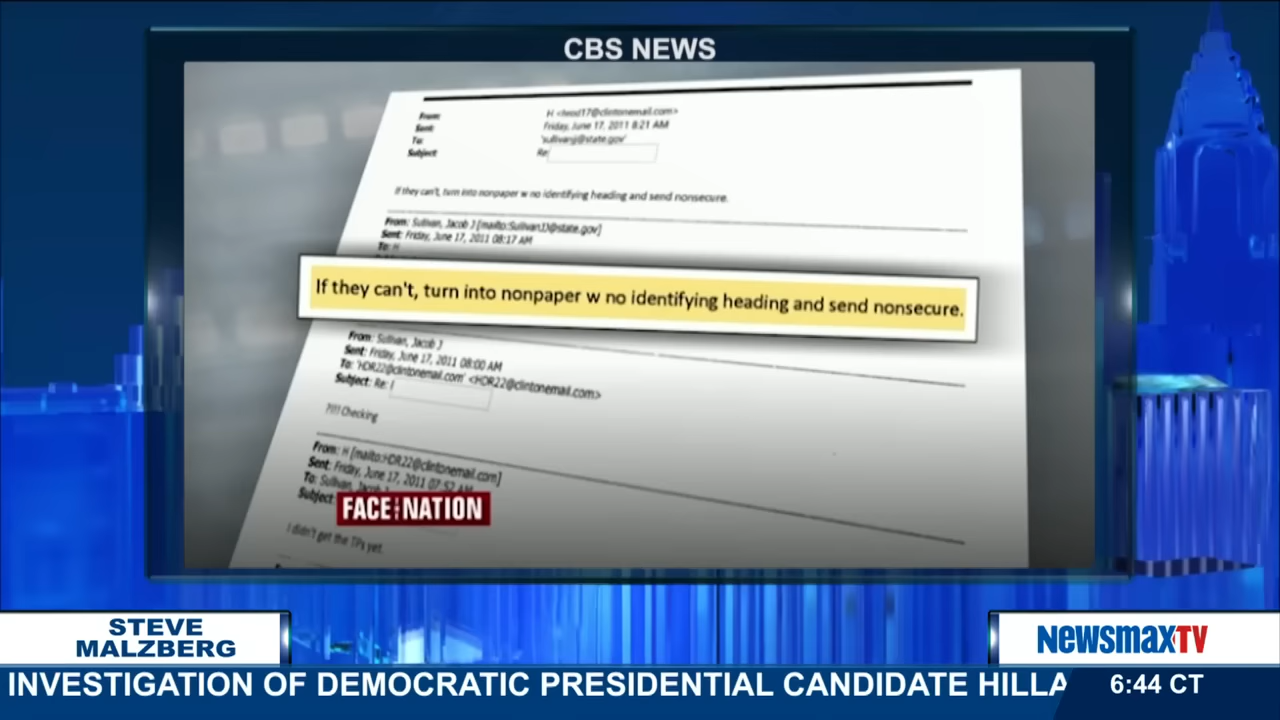 CBS NEWS
From: H <hrod17@clintonemail.com>
Sent: Friday, June 17, 2011 8:21 AM
To: 'sullivanjj@state.gov'
Subject: Re:
If they can't, turn into nonpaper w no identifying heading and send nonsecure.
From: Sullivan, Jacob J [mailto:SullivanJJ@state.gov]
Sent: Friday, June 17, 2011 08:17 AM
To: H
If they can't, turn into nonpaper w no identifying heading and send nonsecure.
From: Sullivan, Jacob J
Sent: Friday, June 17, 2011 08:00 AM
To: 'HDR22@clintonemail.com' <HDR22@clintonemail.com>
Subject: Re: [
?!!! Checking
From: H [mailto:HDR22@clintonemail.com]
Sent: Friday, June 17, 2011 07:52 AM
To: Sullivan, Jacob J
Subject:
FACE THE NATION
I didn't get the TPs yet.
STEVE
MALZBERG
NEWSMAXTV
INVESTIGATION OF DEMOCRATIC PRESIDENTIAL CANDIDATE HILLA
6:44 CT